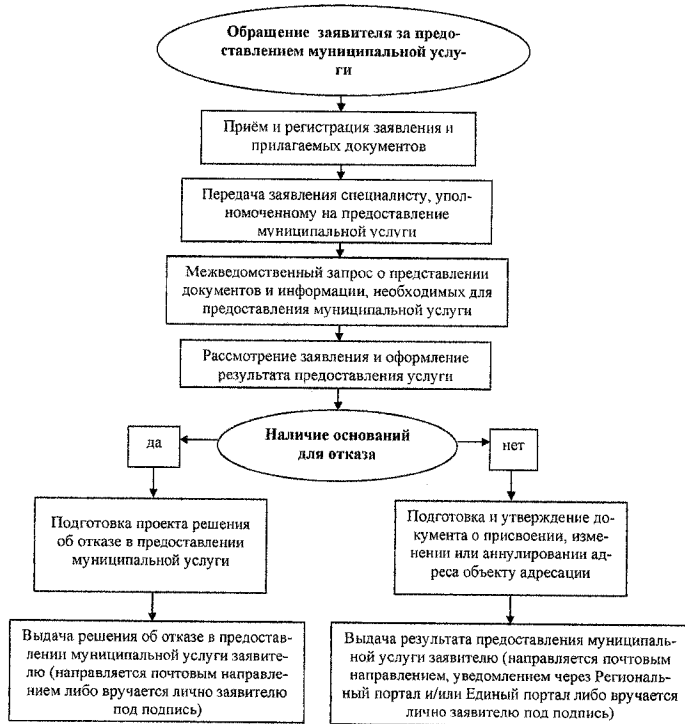 Обращение заявителя за предо-
ставлением муниципальной услу-
ги
Приём и регистрация заявления и
прилагаемых документов
Передача заявления специалисту, упол-
номоченному на предоставление
муниципальной услуги
Межведомственный запрос о представлении
документов и информации, необходимых для
предоставления муниципальной услуги
Рассмотрение заявления и оформление
результата предоставления услуги
Наличие оснований
для отказа
да
нет
Подготовка проекта решения
об отказе в предоставлении
муниципальной услуги
Подготовка и утверждение до-
кумента о присвоении, изме-
нении или аннулировании ад-
реса объекту адресации
Выдача решения об отказе в предостав-
лении муниципальной услуги заявите-
лю (направляется почтовым направле-
нием либо вручается лично заявителю
под подпись)
Выдача результата предоставления муниципаль-
ной услуги заявителю (направляется почтовым
направлением, уведомлением через Региональ-
ный портал и/или Единый портал либо вручается
лично заявителю под подпись)